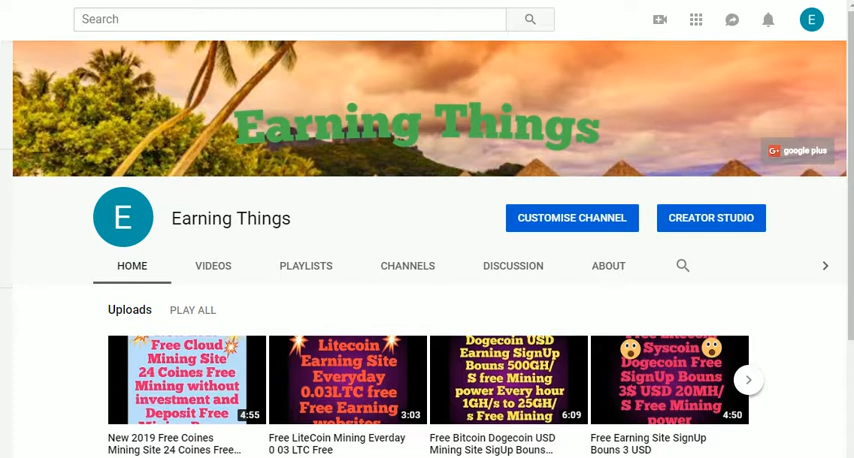 Search
E
Earning Things
google plus
E
Earning Things
CUSTOMISE CHANNEL
CREATOR STUDIO
HOME
VIDEOS
PLAYLISTS
CHANNELS
DISCUSSION
ABOUT
Uploads
PLAY ALL
Free Cloud
Mining Site
24 Coines Free
Mining without
investment and
Deposit Free
4:55
Litecoin
Earning Site
Everyday
0.03LTC free
Free Earning
websites
3:03
Dogecoin USD
Earning SignUp
Bouns 500GH/
S free Mining
power Every hour
1GH/s to 25GH/
s Free Mining
6:09
Free Litecoin
Syscoin
Dogecoin Free
SignUp Bouns
3$ USD 20MH/
S Free Mining
power
4:50
New 2019 Free Coines
Mining Site 24 Coines Free...
Free LiteCoin Mining Everday
0 03 LTC Free
Free Bitcoin Dogecoin USD
Mining Site SigUp Bouns...
Free Earning Site SignUp
Bouns 3 USD